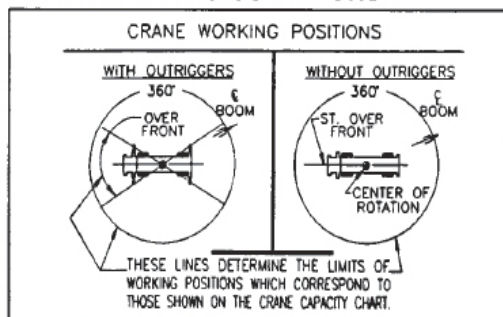 CRANE WORKING POSITIONS
WITH OUTRIGGERS
360°
℄
BOOM
OVER
FRONT
WITHOUT OUTRIGGERS
360°
℄
BOOM
ST. OVER
FRONT
CENTER OF
ROTATION
THESE LINES DETERMINE THE LIMITS OF
WORKING POSITIONS WHICH CORRESPOND TO
THOSE SHOWN ON THE CRANE CAPACITY CHART.